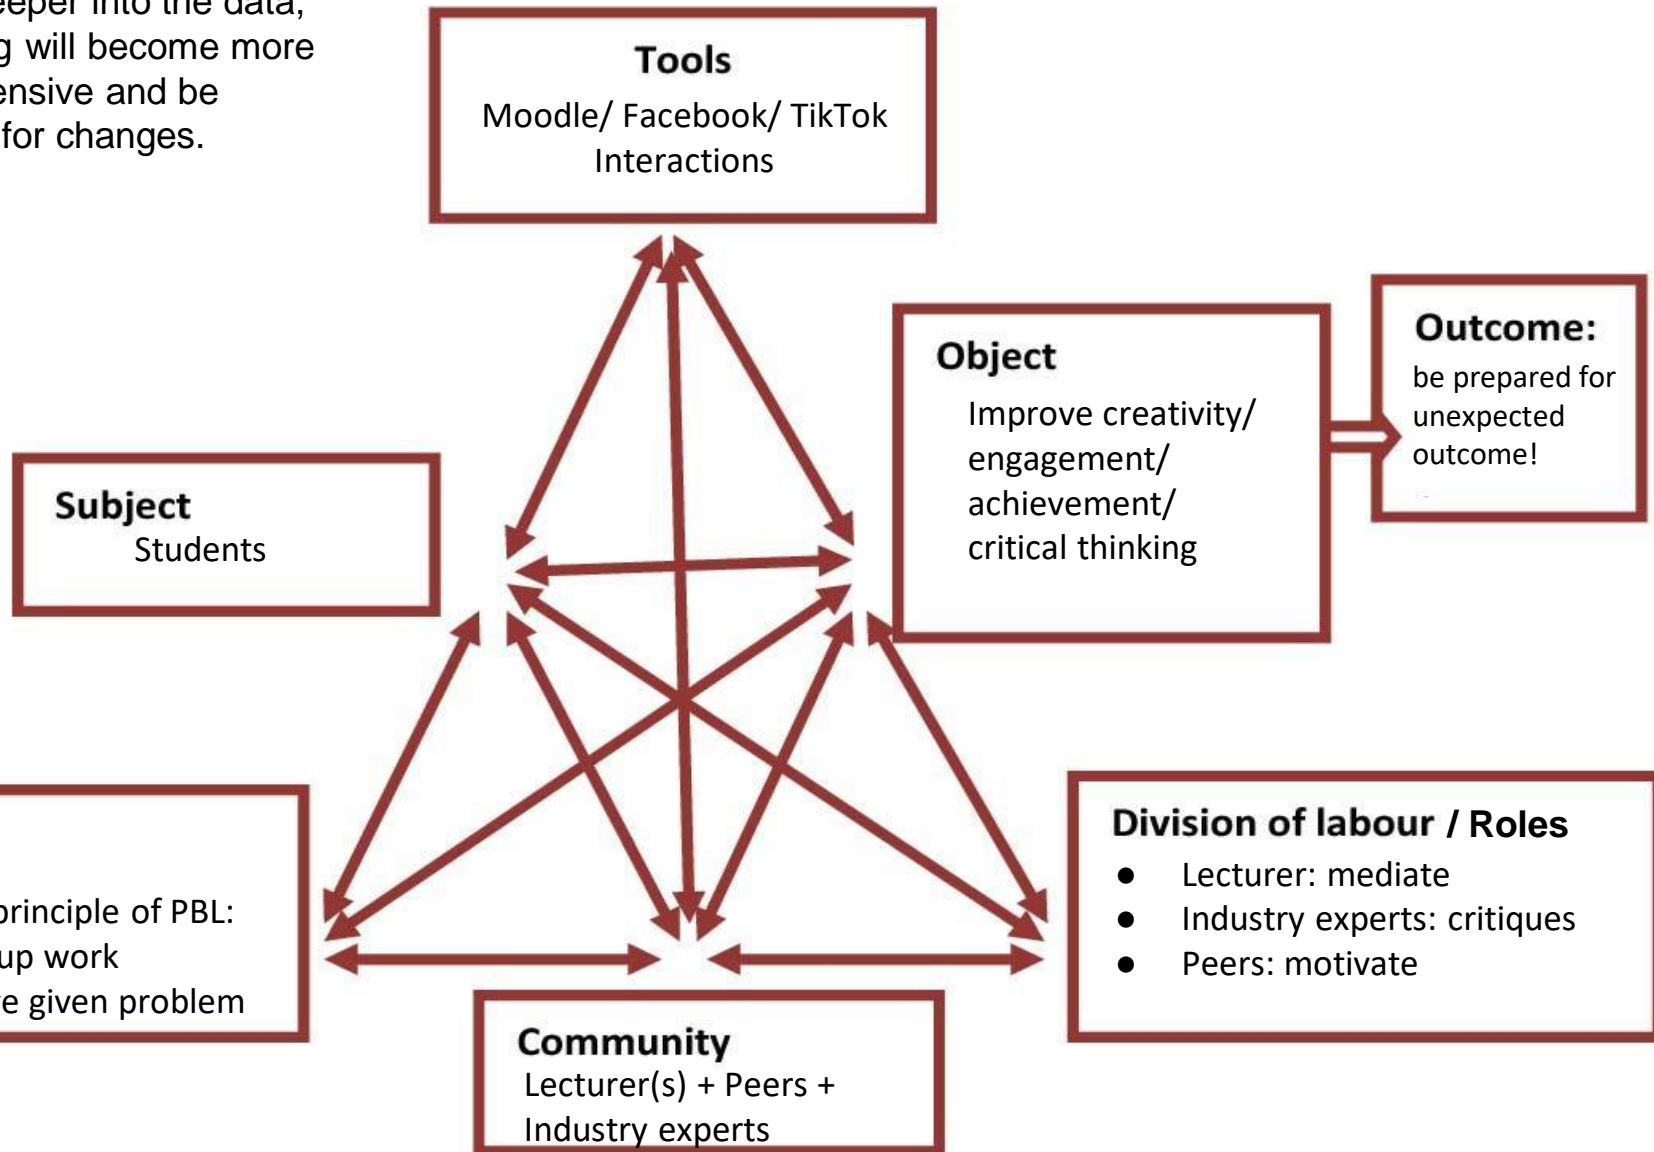 eeper into the data,
g will become more
ensive and be
for changes.
Tools
Moodle/ Facebook/ TikTok
Interactions
Outcome:
be prepared for
unexpected
outcome!
Object
Improve creativity/
engagement/
achievement/
critical thinking
Subject
Students
principle of PBL:
up work
e given problem
Division of labour / Roles
● Lecturer: mediate
● Industry experts: critiques
● Peers: motivate
Community
Lecturer(s) + Peers +
Industry experts